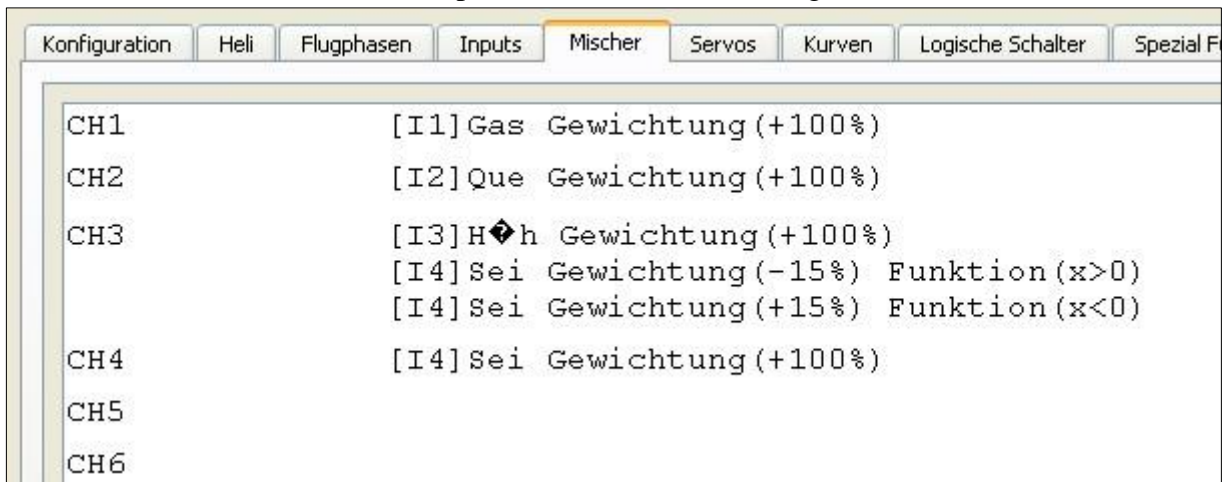 Konfiguration Heli Flugphasen Inputs Mischer Servos Kurven Logische Schalter Spezial F
CH1 [I1]Gas Gewichtung(+100%)
CH2 [I2]Que Gewichtung(+100%)
CH3 [I3]H�h Gewichtung(+100%)
[I4]Sei Gewichtung(-15%) Funktion(x>0)
[I4]Sei Gewichtung(+15%) Funktion(x<0)
CH4 [I4]Sei Gewichtung(+100%)
CH5
CH6